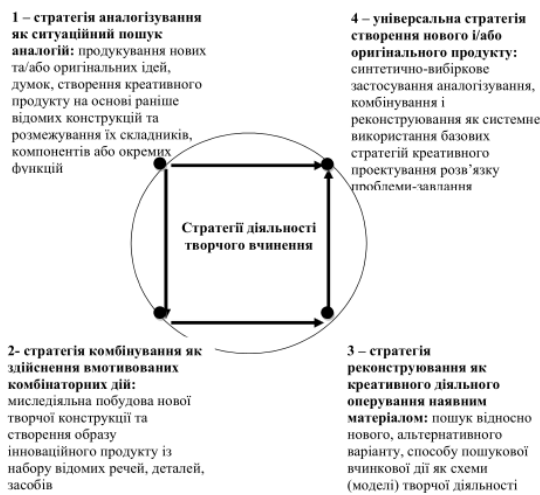 1 – стратегія аналогізування
як ситуаційний пошук
аналогій: продукування нових
та/або оригінальних ідей,
думок, створення креативного
продукту на основі раніше
відомих конструкцій та
розмежування їх складників,
компонентів або окремих
функцій
4 – універсальна стратегія
створення нового і/або
оригінального продукту:
синтетично-вибіркове
застосування аналогізування,
комбінування і
реконструювання як системне
використання базових
стратегій креативного
проектування розв’язку
проблеми-завдання
Стратегії діяльності
творчого вчинення
2- стратегія комбінування як
здійснення вмотивованих
комбінаторних дій:
миследіяльна побудова нової
творчої конструкції та
створення образу
інноваційного продукту із
набору відомих речей, деталей,
засобів
3 – стратегія
реконструювання як
креативного діяльного
оперування наявним
матеріалом: пошук відносно
нового, альтернативного
варіанту, способу пошукової
вчинкової дії як схеми
(моделі) творчої діяльності